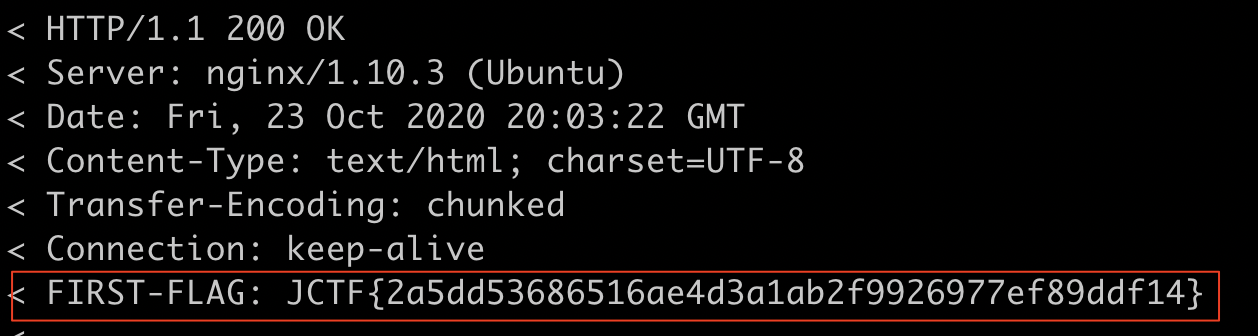 < HTTP/1.1 200 OK
< Server: nginx/1.10.3 (Ubuntu)
< Date: Fri, 23 Oct 2020 20:03:22 GMT
< Content-Type: text/html; charset=UTF-8
< Transfer-Encoding: chunked
< Connection: keep-alive
< FIRST-FLAG: JCTF{2a5dd53686516ae4d3a1ab2f9926977ef89ddf14}
<